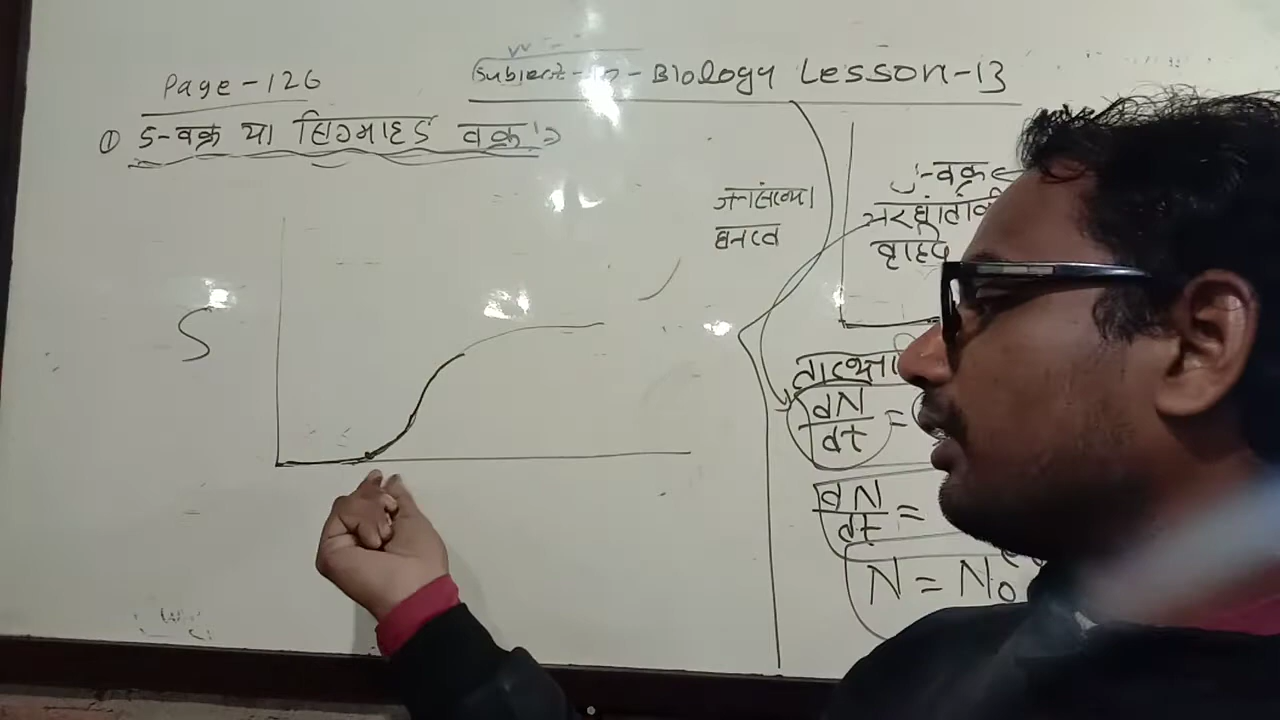 Page-126
Subject-in-Biology Lesson-13
① S-वक्र या सिग्माइड वक्र:→
S
जनसंख्या
घनत्व
J-वक्र
चरघांतांकी
वृद्धि
dN/dt =
dN/dt =
N = N₀